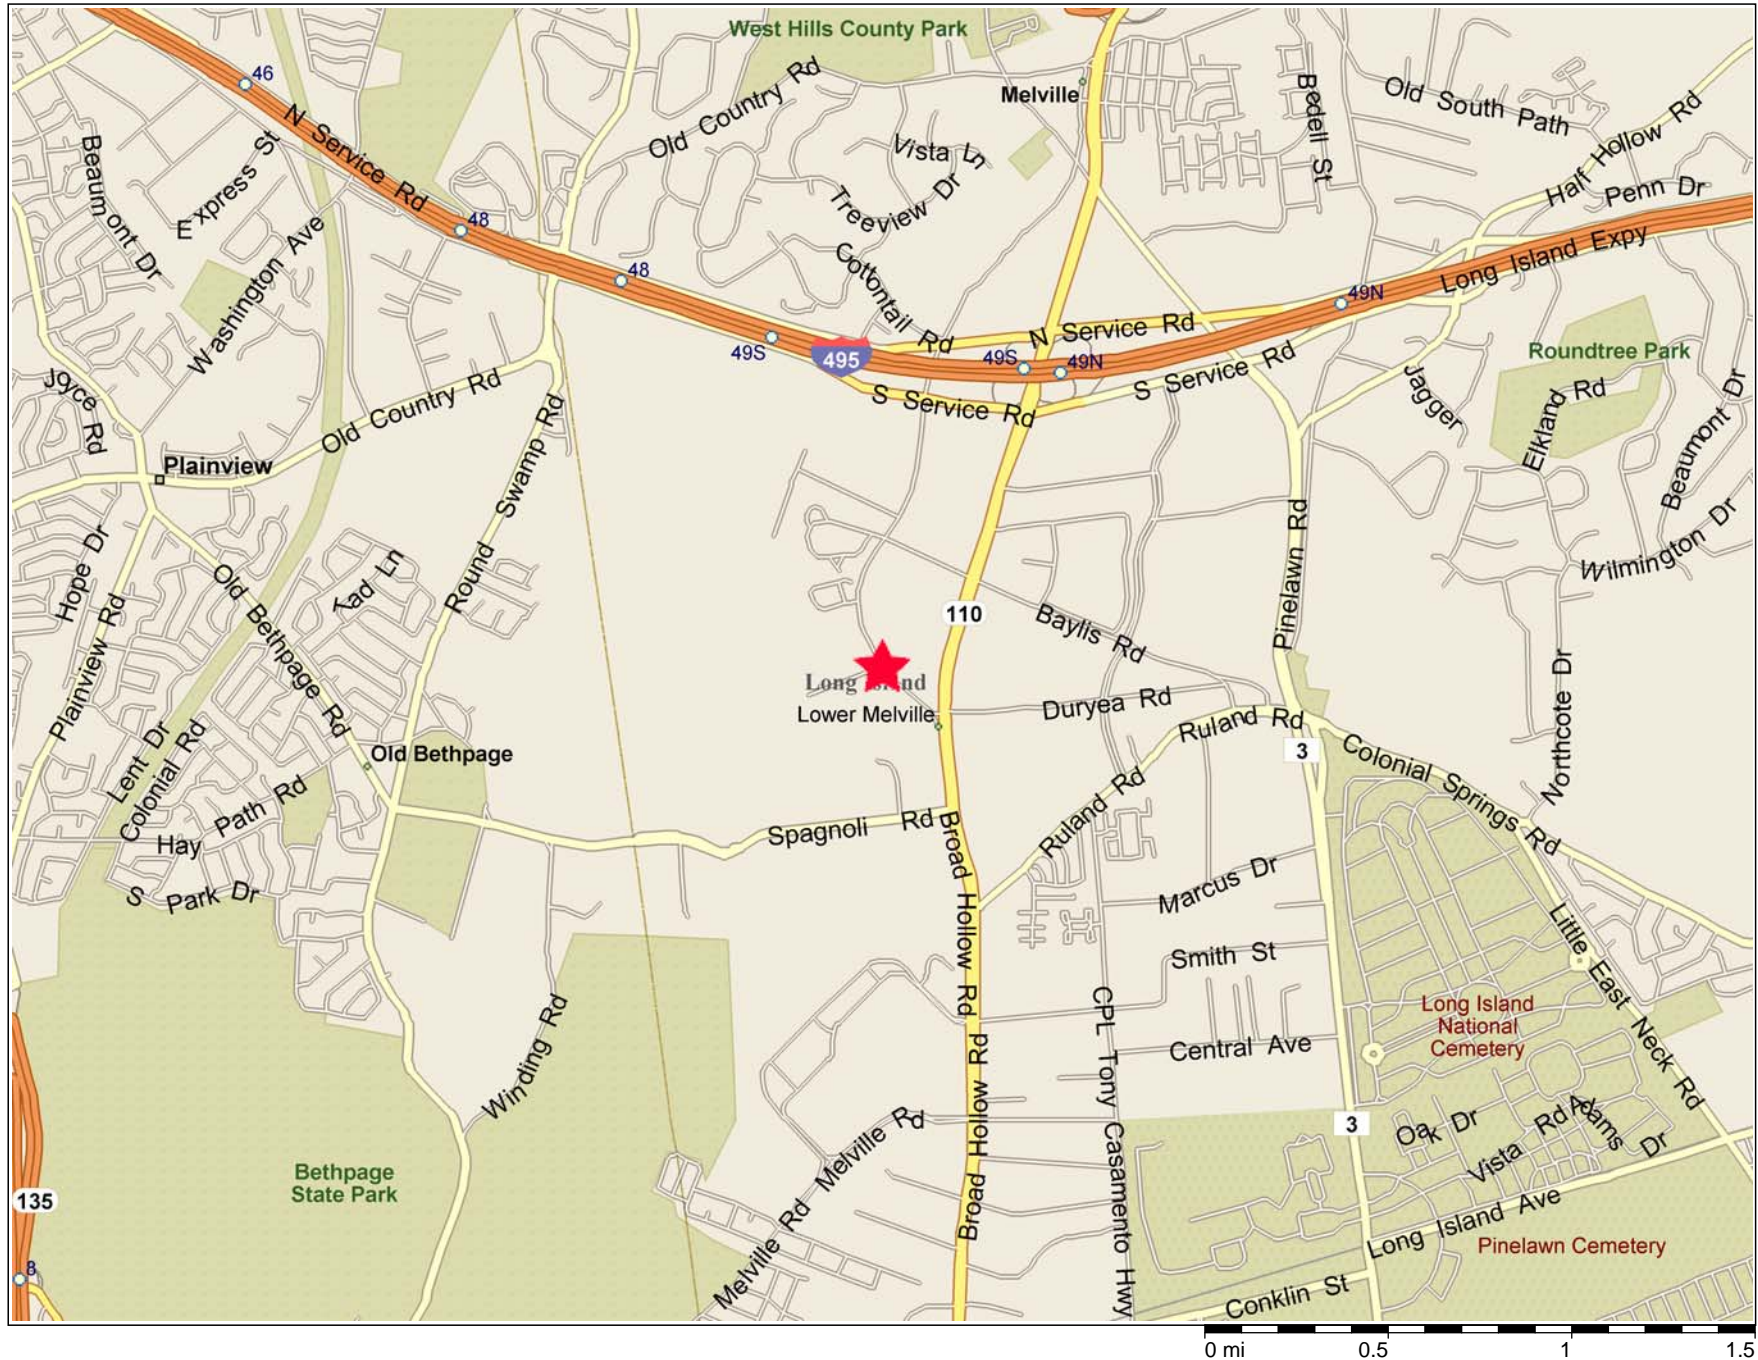 West Hills County Park
46
N Service Rd
Old Country Rd
Melville
Bedell St
Old South Path
Half Hollow Rd
Penn Dr
Beaumont Dr
E xpress St
Vista Ln
Treeview Dr
48
Washington Ave
Cottontail Rd
48
Long Island Expy
49N
49S
495
N Service Rd
49S
49N
S Service Rd
S Service Rd
Roundtree Park
Joyce Rd
Old Country Rd
Jagger
Elkland Rd
Beaumont Dr
Plainview
Round Swamp Rd
Pinelawn Rd
Wilmington Dr
Hope Dr
Old Bethpage Rd
Kad Ln
Plainview Rd
110
Baylis Rd
Long Island
Lower Melville
Duryea Rd
Ruland Rd
Northcote Dr
Lent Dr
Colonial Rd
Old Bethpage
3
Colonial Springs Rd
Hay Path Rd
Spagnoli Rd
Ruland Rd
Broad Hollow Rd
S Park Dr
Marcus Dr
Little East Neck Rd
Smith St
Winding Rd
CPL Tony Casamento Hwy
Long Island
National
Cemetery
Central Ave
Broad Hollow Rd
Melville Rd
3
Oak Dr
Vista Rd
Adams Dr
Bethpage
State Park
135
Melville Rd
Long Island Ave
Pinelawn Cemetery
8
Conklin St
0 mi 0.5 1 1.5